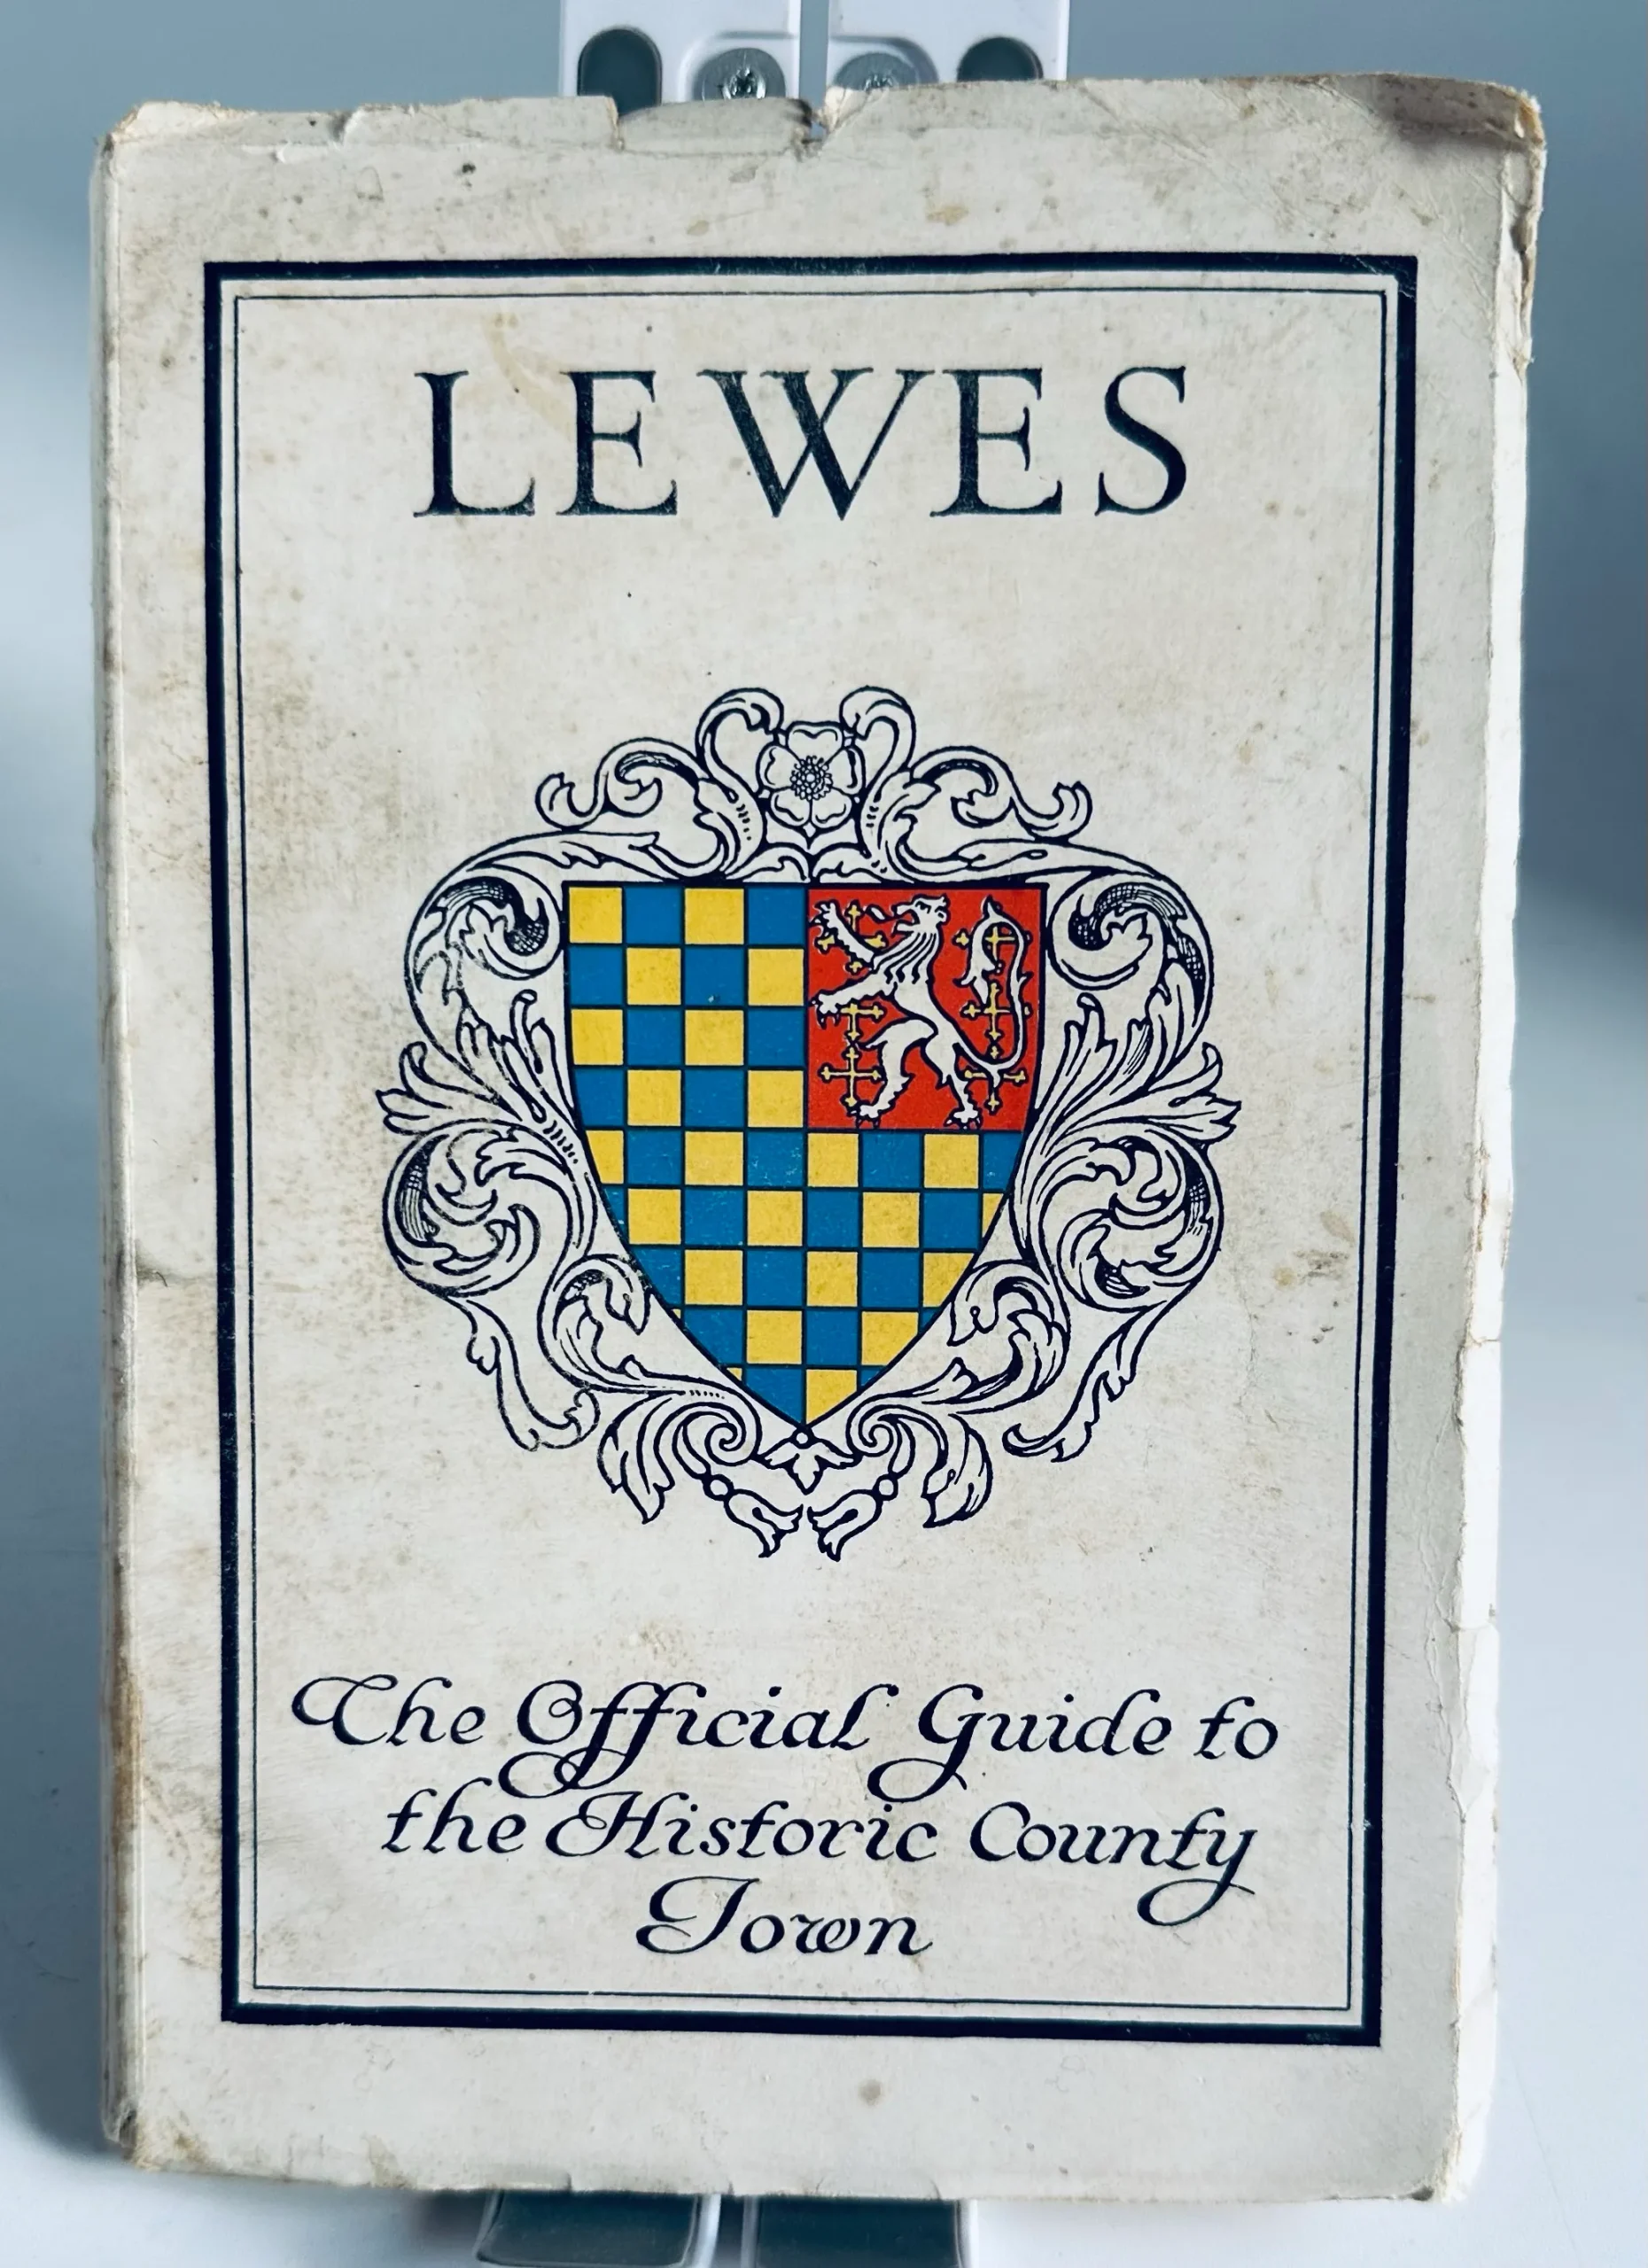 LEWES
The Official Guide to
the Historic County
Town